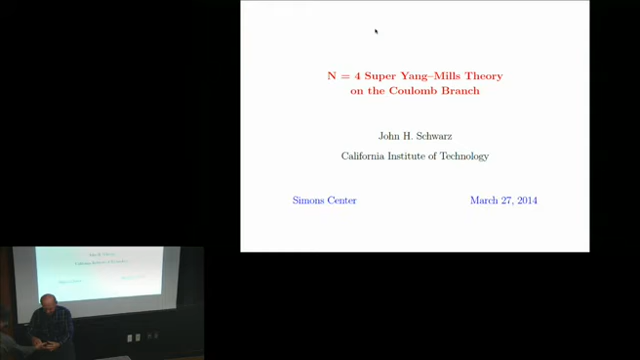 N = 4 Super Yang–Mills Theory
on the Coulomb Branch
John H. Schwarz
California Institute of Technology
Simons Center
March 27, 2014